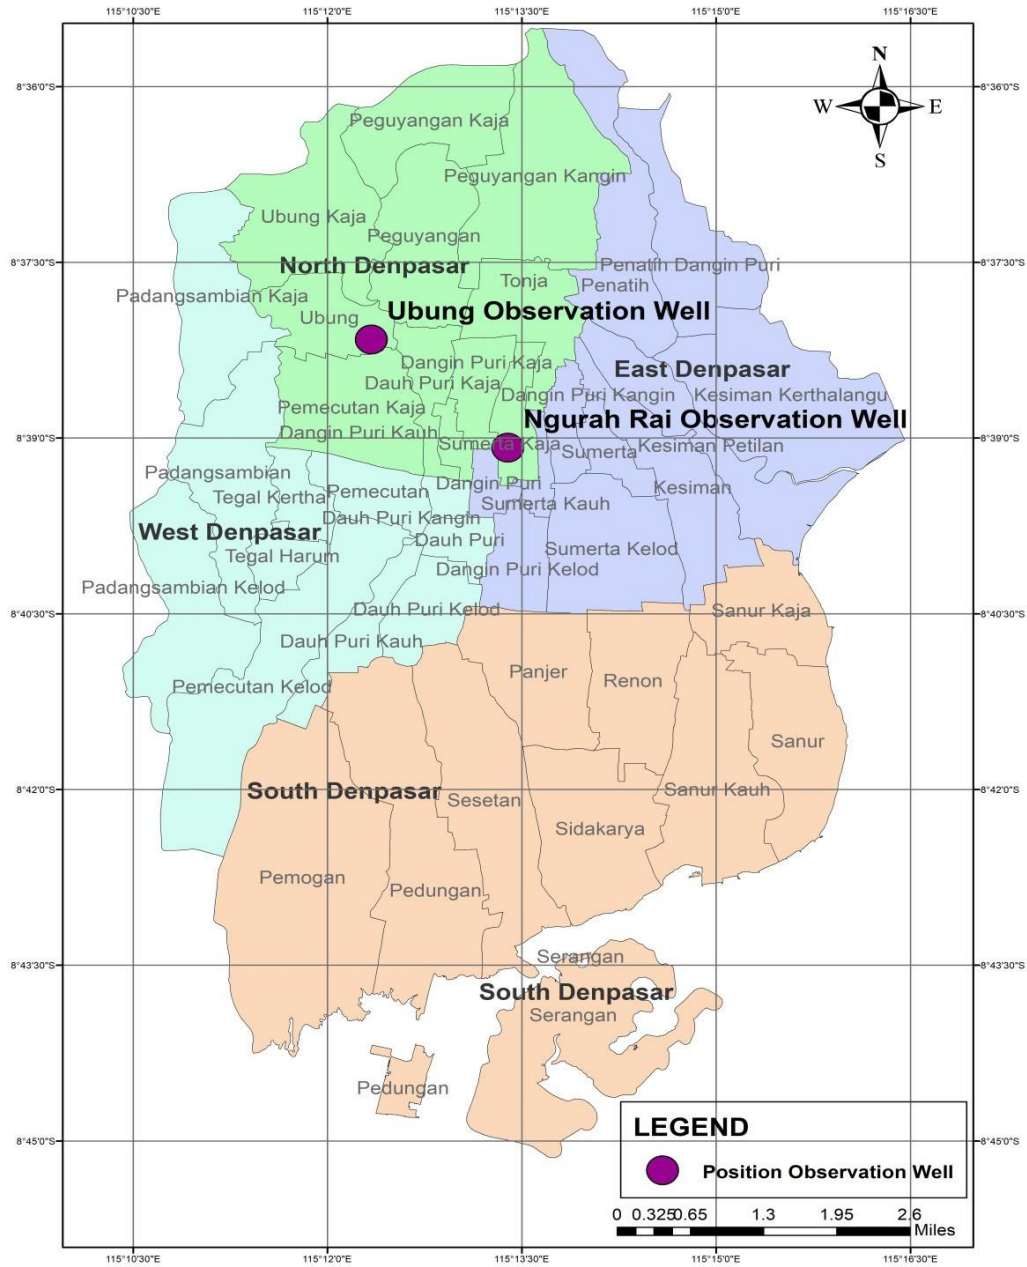 115°10'30"E 115°12'0"E 115°13'30"E 115°15'0"E 115°16'30"E
N
W E
S
8°36'0"S 8°36'0"S
Peguyangan Kaja
Peguyangan Kangin
Ubung Kaja
Peguyangan
8°37'30"S 8°37'30"S
North Denpasar
Penatih Dangin Puri
Tonja
Penatih
Padangsambian Kaja
Ubung
Ubung Observation Well
Dangin Puri Kaja
East Denpasar
Dauh Puri Kaja
Dangin Puri Kangin
Kesiman Kerthalangu
Pemecutan Kaja
Ngurah Rai Observation Well
Dangin Puri Kauh
8°39'0"S 8°39'0"S
Sumerta Kaja
Sumerta
Kesiman Petilan
Padangsambian
Dangin Puri
Kesiman
Tegal Kertha
Pemecutan
Sumerta Kauh
Dauh Puri Kangin
West Denpasar
Dauh Puri
Sumerta Kelod
Tegal Harum
Dangin Puri Kelod
Padangsambian Kelod
8°40'30"S 8°40'30"S
Dauh Puri Kelod
Sanur Kaja
Dauh Puri Kauh
Panjer
Renon
Pemecutan Kelod
Sanur
8°42'0"S 8°42'0"S
South Denpasar
Sanur Kauh
Sesetan
Sidakarya
Pemogan
Pedungan
8°43'30"S 8°43'30"S
Serangan
South Denpasar
Serangan
Pedungan
8°45'0"S 8°45'0"S
LEGEND
Position Observation Well
0 0.325 0.65 1.3 1.95 2.6
Miles
115°10'30"E 115°12'0"E 115°13'30"E 115°15'0"E 115°16'30"E